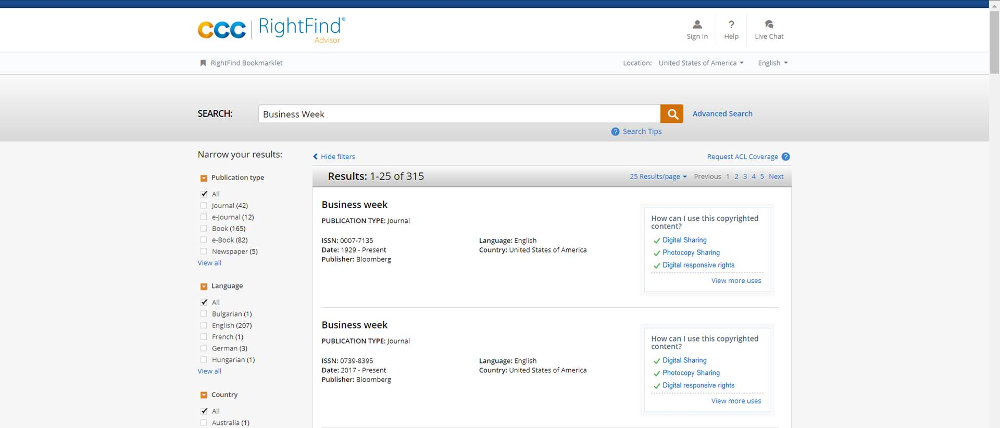 CCC | RightFind®
Advisor
Sign In
?
Help
Live Chat
RightFind Bookmarklet
Location: United States of America
English
SEARCH:
Business Week
Advanced Search
? Search Tips
Narrow your results:
Publication type
All
Journal (42)
e-Journal (12)
Book (165)
e-Book (82)
Newspaper (5)
View all
Language
All
Bulgarian (1)
English (207)
French (1)
German (3)
Hungarian (1)
View all
Country
All
Australia (1)
Hide filters
Request ACL Coverage ?
Results: 1-25 of 315
25 Results/page Previous 1 2 3 4 5 Next
Business week
PUBLICATION TYPE: Journal
ISSN: 0007-7135
Date: 1929 - Present
Publisher: Bloomberg
Language: English
Country: United States of America
How can I use this copyrighted
content?
Digital Sharing
Photocopy Sharing
Digital responsive rights
View more uses
Business week
PUBLICATION TYPE: Journal
ISSN: 0739-8395
Date: 2017 - Present
Publisher: Bloomberg
Language: English
Country: United States of America
How can I use this copyrighted
content?
Digital Sharing
Photocopy Sharing
Digital responsive rights
View more uses